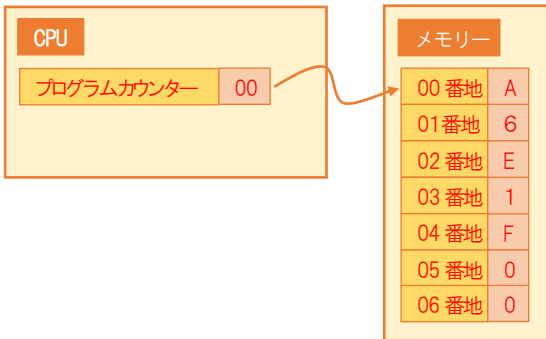 CPU
プログラムカウンター 00
メモリー
00 番地 A
01番地 6
02 番地 E
03 番地 1
04 番地 F
05 番地 0
06 番地 0